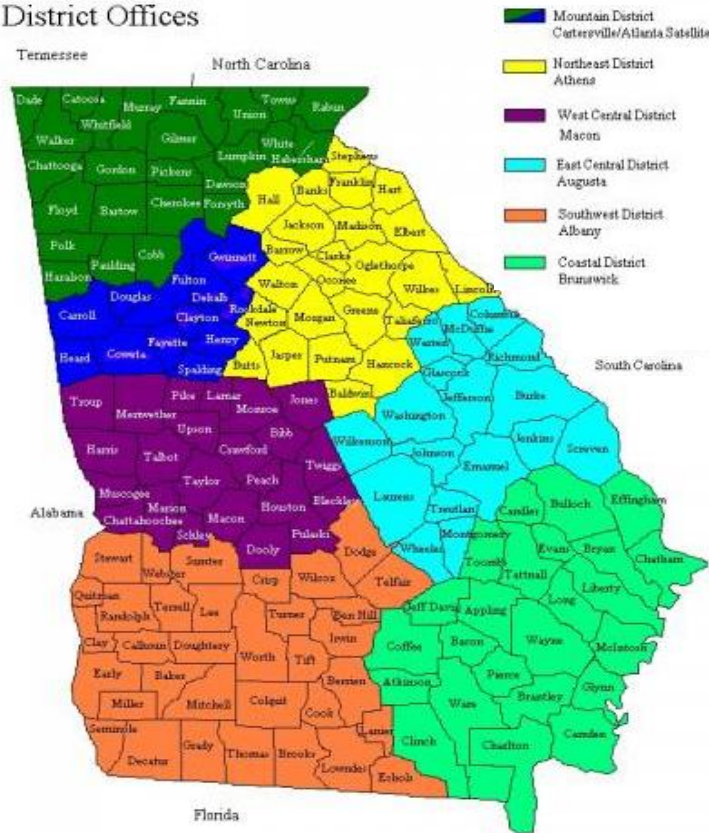 District Offices
Mountain District
Cartersville/Atlanta Satellite
Tennessee
North Carolina
Northeast District
Athens
West Central District
Macon
East Central District
Augusta
Southwest District
Albany
Coastal District
Brunswick
Dade
Catoosa
Murray
Fannin
Towns
Rabun
Union
Whitfield
Walker
Gilmer
White
Habersham
Lumpkin
Stephens
Chattooga
Gordon
Pickens
Dawson
Banks
Franklin
Hart
Hall
Floyd
Bartow
Cherokee
Forsyth
Jackson
Madison
Elbert
Polk
Cobb
Paulding
Haralson
Gwinnett
Barrow
Clarke
Oglethorpe
Fulton
Oconee
Walton
Wilkes
Lincoln
Douglas
Dekalb
Carroll
Clayton
Rockdale
Newton
Morgan
Greene
Taliaferro
Columbia
McDuffie
Warren
Fayette
Henry
Heard
Coweta
Spalding
Butts
Jasper
Putnam
Hancock
Richmond
South Carolina
Glascock
Baldwin
Jefferson
Burke
Washington
Troup
Pike
Lamar
Meriwether
Monroe
Jones
Upson
Bibb
Wilkerson
Jenkins
Screven
Johnson
Harris
Talbot
Crawford
Twiggs
Emanuel
Taylor
Peach
Laurens
Muscogee
Houston
Bleckley
Treutlan
Candler
Bulloch
Effingham
Alabama
Chattahoochee
Marion
Macon
Schley
Pulaski
Dooly
Montgomery
Wheeler
Dodge
Toombs
Evans
Bryan
Chatham
Tattnall
Stewart
Webster
Sumter
Crisp
Wilcox
Telfair
Liberty
Long
Quitman
Randolph
Terrell
Lee
Turner
Ben Hill
Jeff Davis
Appling
Irwin
Clay
Calhoun
Doughtery
Worth
Tift
Coffee
Bacon
Wayne
McIntosh
Early
Baker
Berrien
Atkinson
Pierce
Glynn
Brantley
Miller
Mitchell
Colquit
Cook
Ware
Seminole
Lanier
Clinch
Charlton
Camden
Decatur
Grady
Thomas
Brooks
Lowndes
Echols
Florida